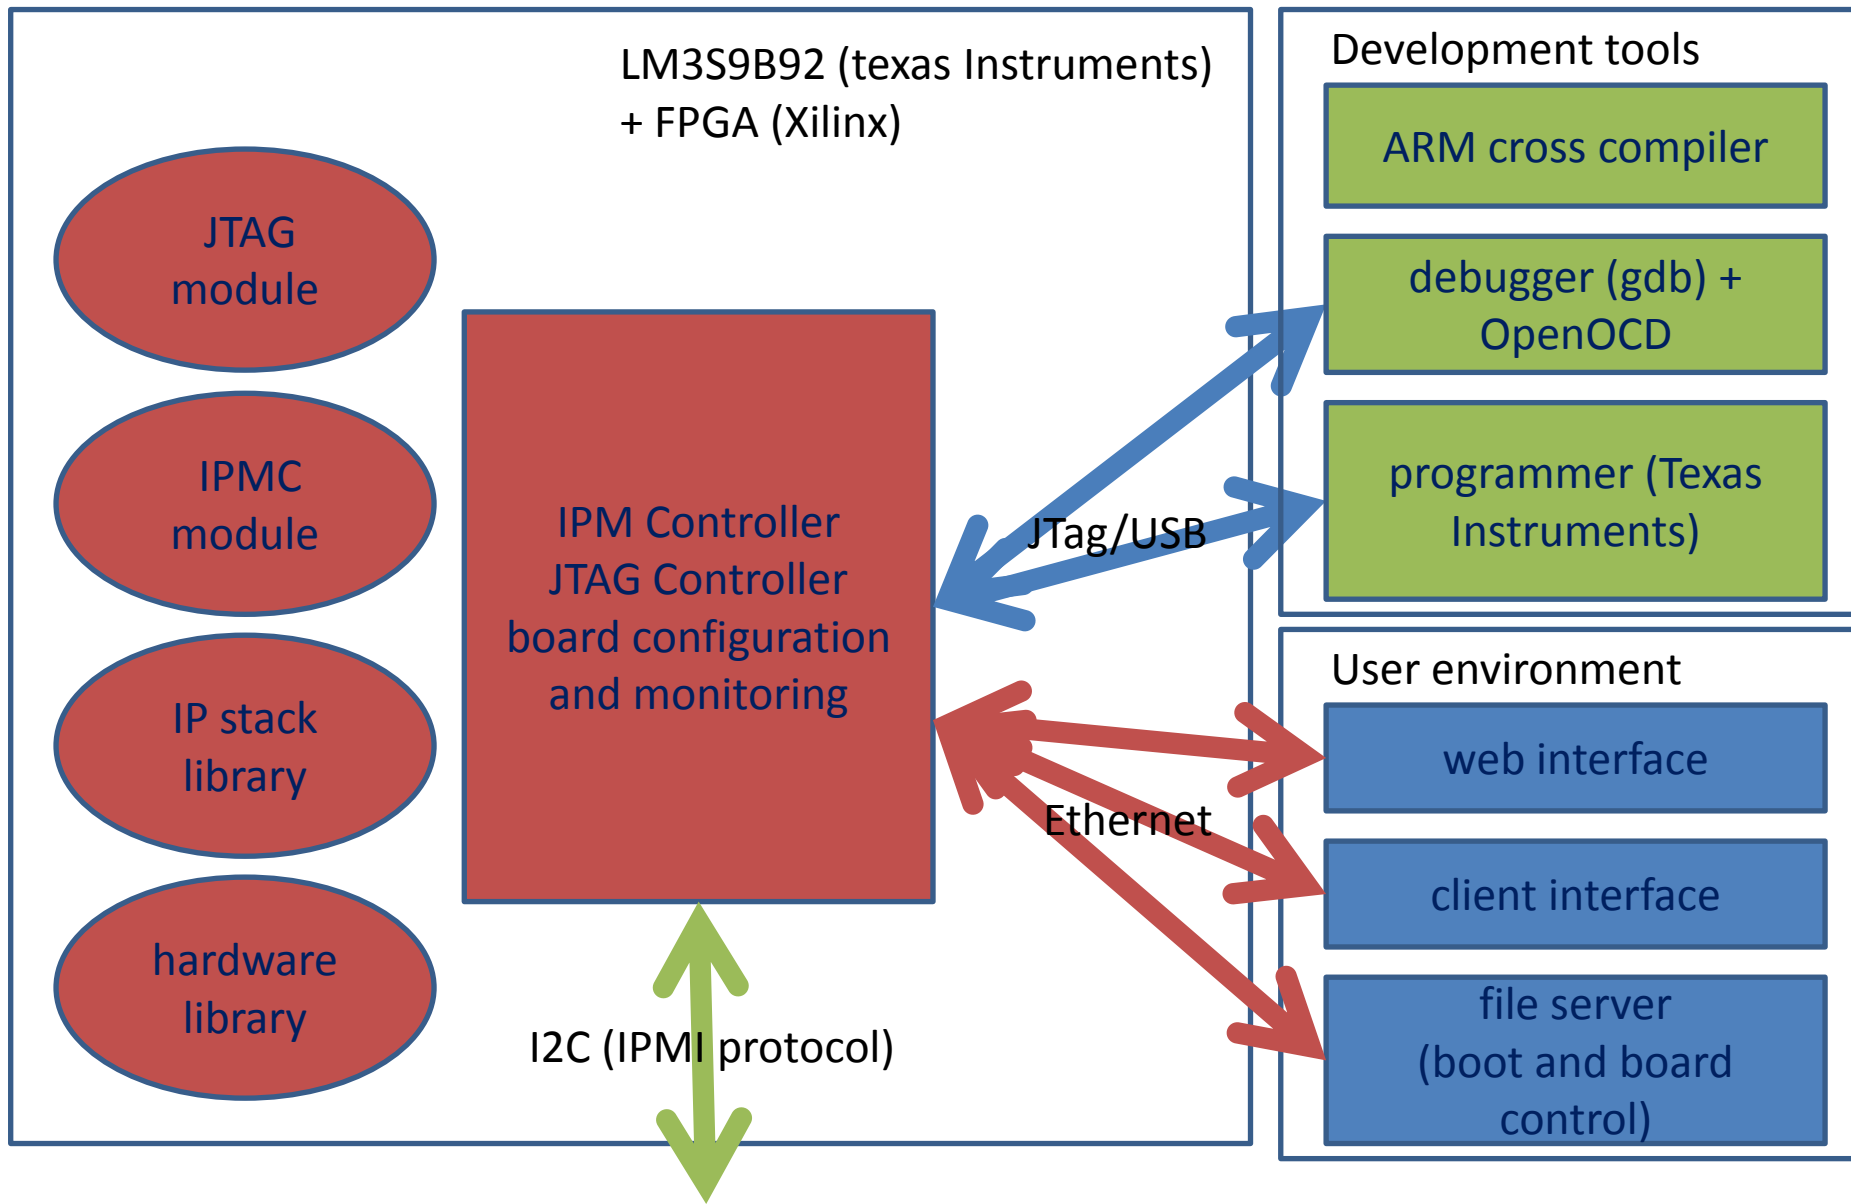 LM3S9B92 (texas Instruments)
+ FPGA (Xilinx)
JTAG
module
IPMC
module
IP stack
library
hardware
library
IPM Controller
JTAG Controller
board configuration
and monitoring
I2C (IPMI protocol)
JTag/USB
Ethernet
Development tools
ARM cross compiler
debugger (gdb) +
OpenOCD
programmer (Texas
Instruments)
User environment
web interface
client interface
file server
(boot and board
control)